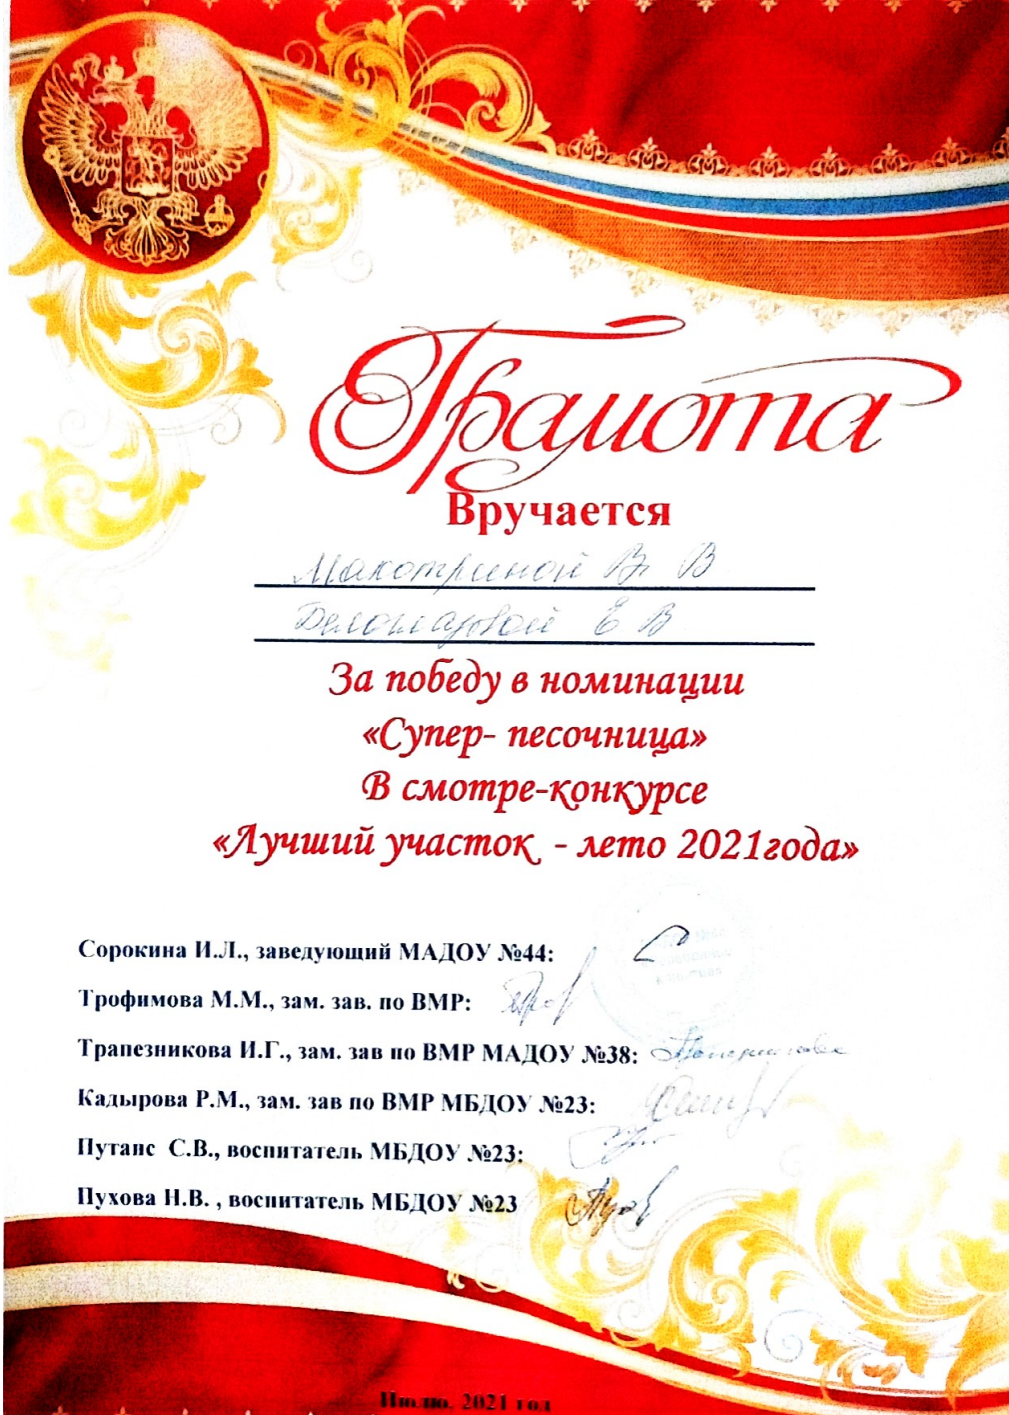 Грамота
Вручается
Макотриной В. В
Белошазовой Е В
За победу в номинации
«Супер- песочница»
В смотре-конкурсе
«Лучший участок - лето 2021года»
Сорокина И.Л., заведующий МАДОУ №44:
Трофимова М.М., зам. зав. по ВМР:
Трапезникова И.Г., зам. зав по ВМР МАДОУ №38:
Кадырова Р.М., зам. зав по ВМР МБДОУ №23:
Путанс С.В., воспитатель МБДОУ №23:
Пухова Н.В. , воспитатель МБДОУ №23
2021 год